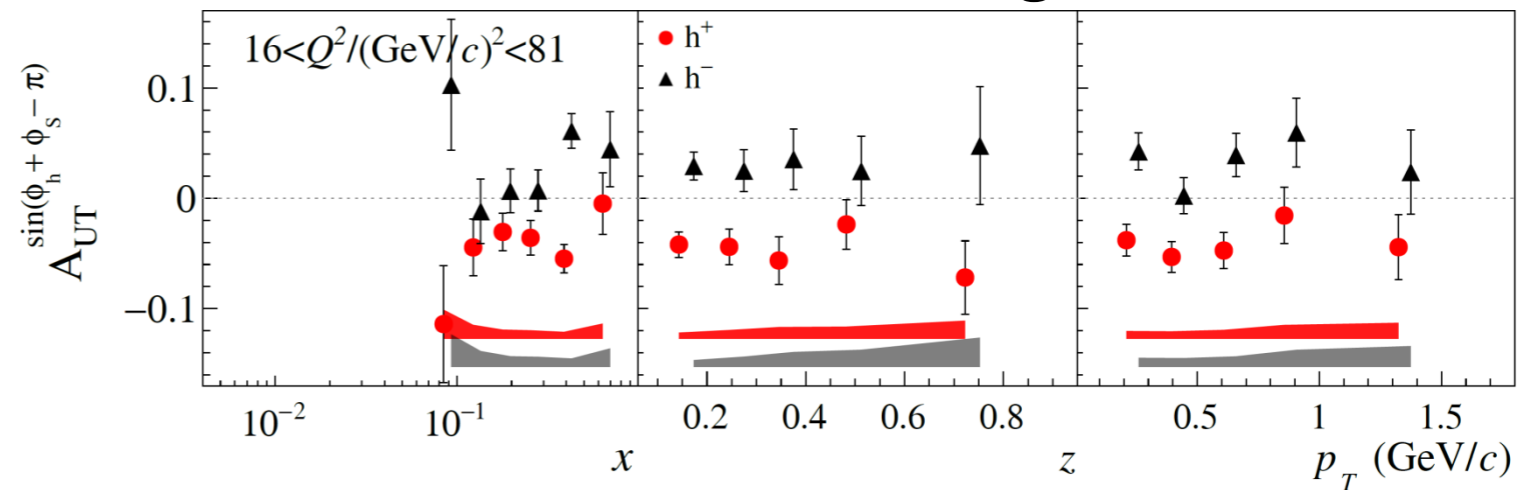 16<Q²/(GeV/c)²<81
h⁺
h⁻
A_UT^sin(ϕ_h + ϕ_S − π)
0.1
0
−0.1
10⁻² 10⁻¹ 0.2 0.4 0.6 0.8 0.5 1 1.5
x z p_T (GeV/c)